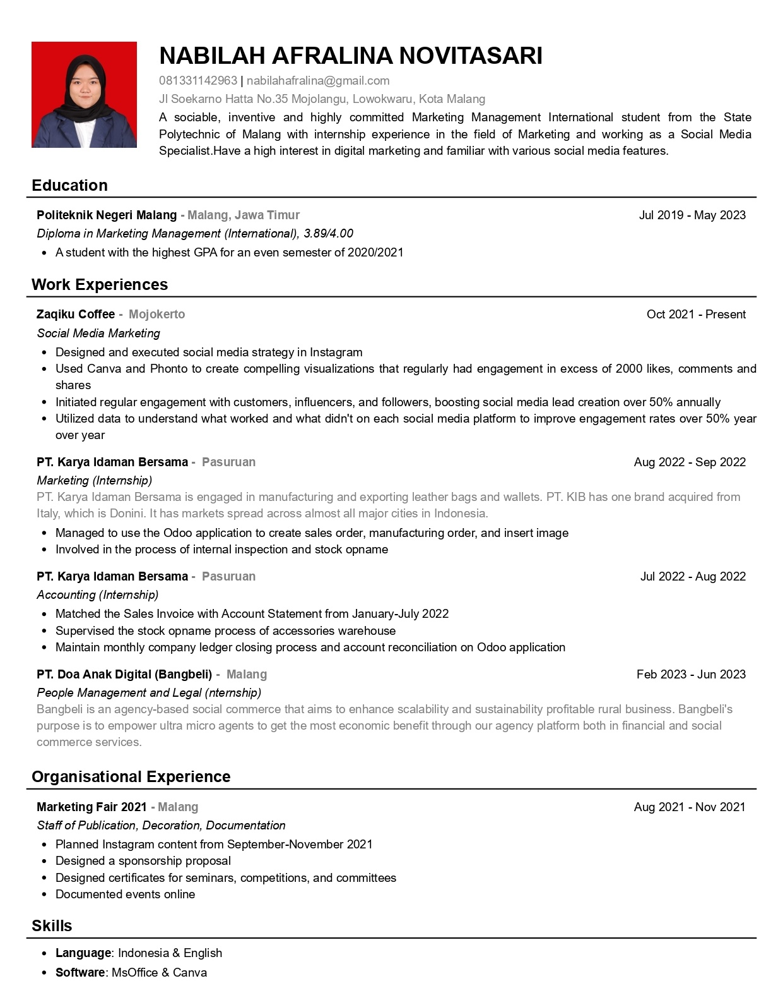 NABILAH AFRALINA NOVITASARI
081331142963 | nabilahafralina@gmail.com
Jl Soekarno Hatta No.35 Mojolangu, Lowokwaru, Kota Malang
A sociable, inventive and highly committed Marketing Management International student from the State
Polytechnic of Malang with internship experience in the field of Marketing and working as a Social Media
Specialist.Have a high interest in digital marketing and familiar with various social media features.
Education
Politeknik Negeri Malang - Malang, Jawa Timur Jul 2019 - May 2023
Diploma in Marketing Management (International), 3.89/4.00
• A student with the highest GPA for an even semester of 2020/2021
Work Experiences
Zaqiku Coffee - Mojokerto Oct 2021 - Present
Social Media Marketing
• Designed and executed social media strategy in Instagram
• Used Canva and Phonto to create compelling visualizations that regularly had engagement in excess of 2000 likes, comments and
shares
• Initiated regular engagement with customers, influencers, and followers, boosting social media lead creation over 50% annually
• Utilized data to understand what worked and what didn't on each social media platform to improve engagement rates over 50% year
over year
PT. Karya Idaman Bersama - Pasuruan Aug 2022 - Sep 2022
Marketing (Internship)
PT. Karya Idaman Bersama is engaged in manufacturing and exporting leather bags and wallets. PT. KIB has one brand acquired from
Italy, which is Donini. It has markets spread across almost all major cities in Indonesia.
• Managed to use the Odoo application to create sales order, manufacturing order, and insert image
• Involved in the process of internal inspection and stock opname
PT. Karya Idaman Bersama - Pasuruan Jul 2022 - Aug 2022
Accounting (Internship)
• Matched the Sales Invoice with Account Statement from January-July 2022
• Supervised the stock opname process of accessories warehouse
• Maintain monthly company ledger closing process and account reconciliation on Odoo application
PT. Doa Anak Digital (Bangbeli) - Malang Feb 2023 - Jun 2023
People Management and Legal (nternship)
Bangbeli is an agency-based social commerce that aims to enhance scalability and sustainability profitable rural business. Bangbeli's
purpose is to empower ultra micro agents to get the most economic benefit through our agency platform both in financial and social
commerce services.
Organisational Experience
Marketing Fair 2021 - Malang Aug 2021 - Nov 2021
Staff of Publication, Decoration, Documentation
• Planned Instagram content from September-November 2021
• Designed a sponsorship proposal
• Designed certificates for seminars, competitions, and committees
• Documented events online
Skills
• Language: Indonesia & English
• Software: MsOffice & Canva